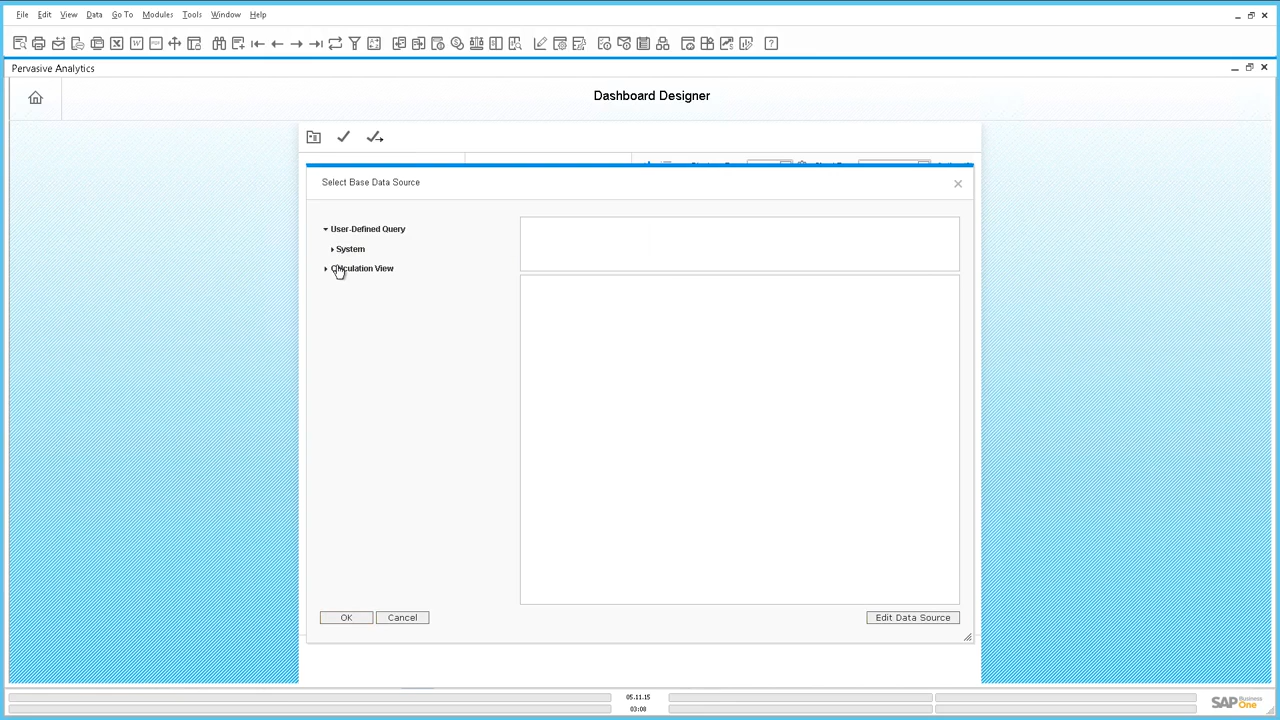 File Edit View Data Go To Modules Tools Window Help
Pervasive Analytics
Dashboard Designer
Select Base Data Source
User-Defined Query
System
Calculation View
OK Cancel Edit Data Source
05.11.15
03:08
SAP Business One